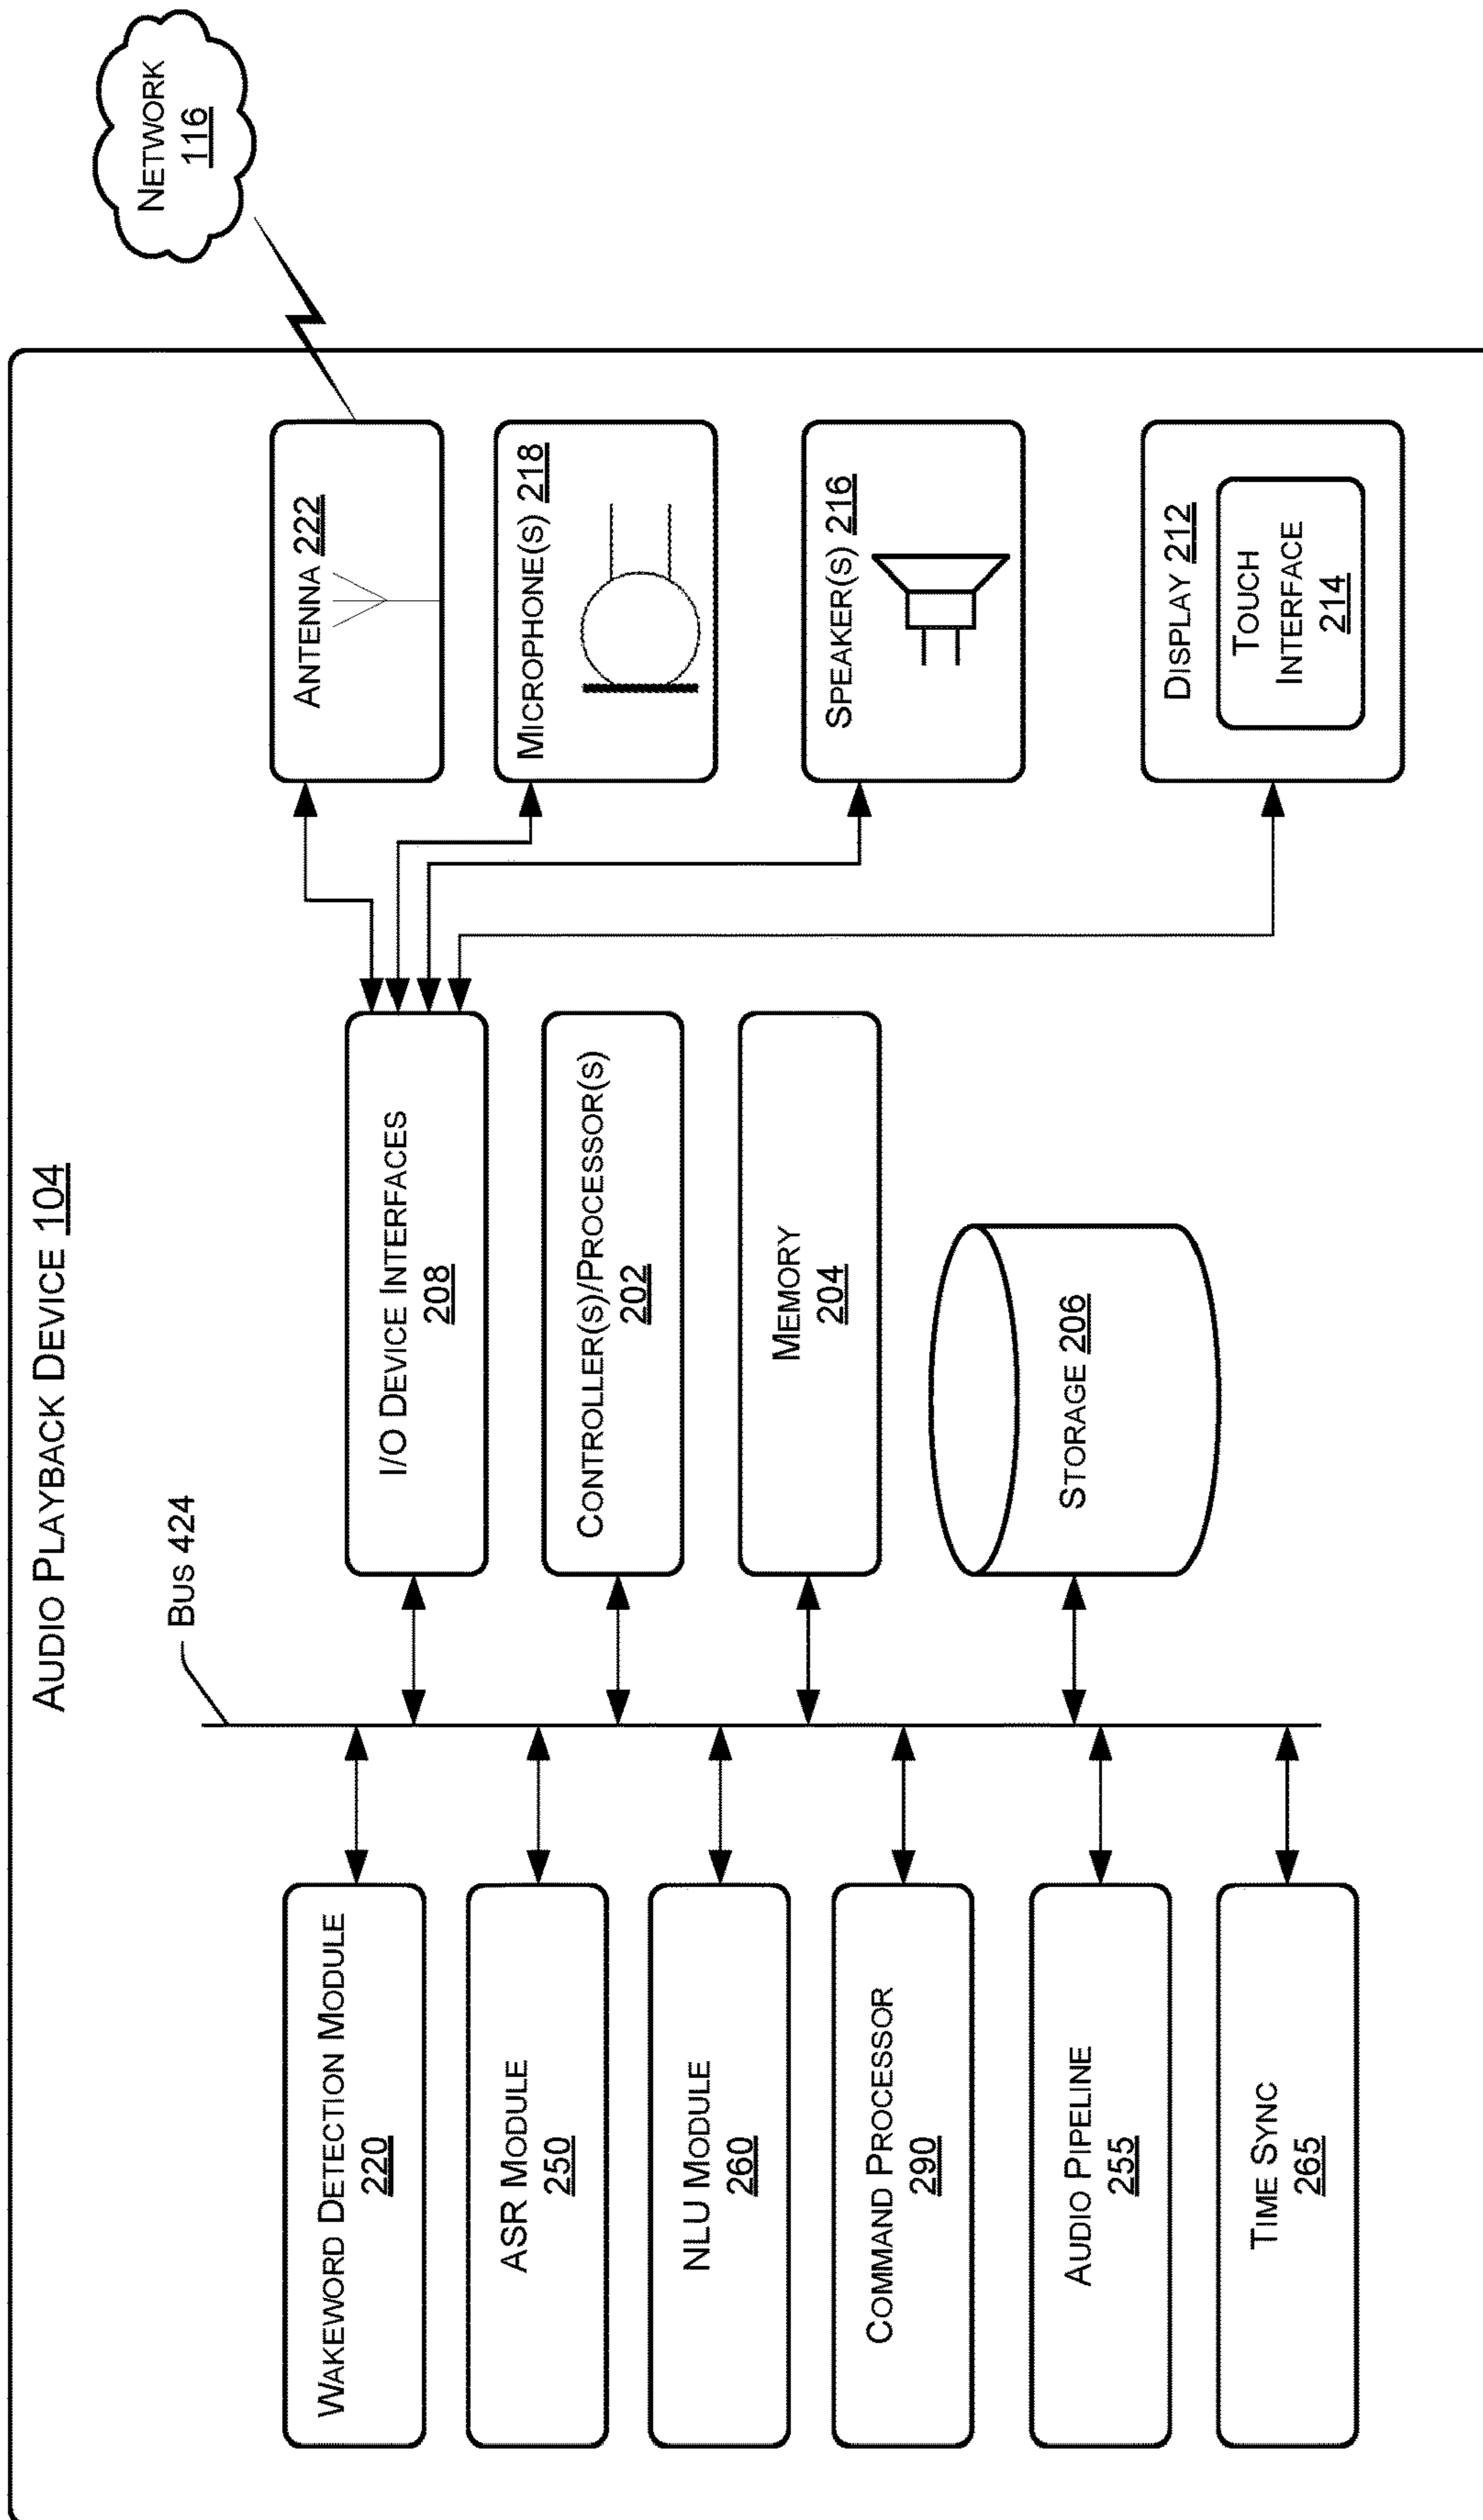 AUDIO PLAYBACK DEVICE 104
NETWORK
116
BUS 424
WAKEWORD DETECTION MODULE
220
ASR MODULE
250
NLU MODULE
260
COMMAND PROCESSOR
290
AUDIO PIPELINE
255
TIME SYNC
265
I/O DEVICE INTERFACES
208
CONTROLLER(S)/PROCESSOR(S)
202
MEMORY
204
STORAGE 206
ANTENNA 222
MICROPHONE(S) 218
SPEAKER(S) 216
DISPLAY 212
TOUCH
INTERFACE
214